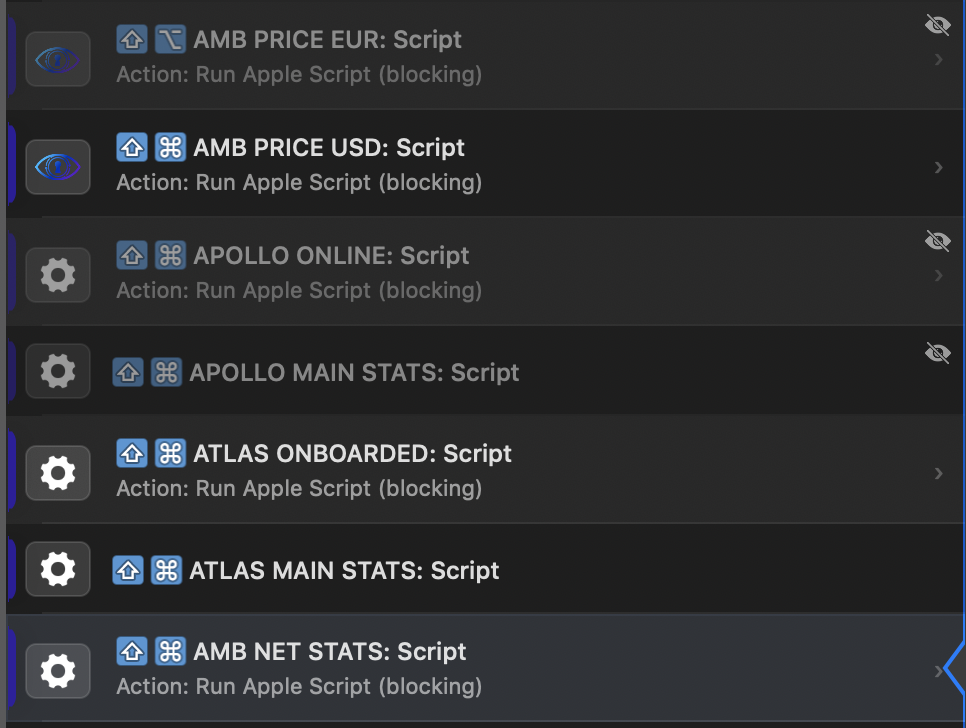 ⇧ ⌥ AMB PRICE EUR: Script
Action: Run Apple Script (blocking)
⇧ ⌘ AMB PRICE USD: Script
Action: Run Apple Script (blocking)
⇧ ⌘ APOLLO ONLINE: Script
Action: Run Apple Script (blocking)
⇧ ⌘ APOLLO MAIN STATS: Script
⇧ ⌘ ATLAS ONBOARDED: Script
Action: Run Apple Script (blocking)
⇧ ⌘ ATLAS MAIN STATS: Script
⇧ ⌘ AMB NET STATS: Script
Action: Run Apple Script (blocking)